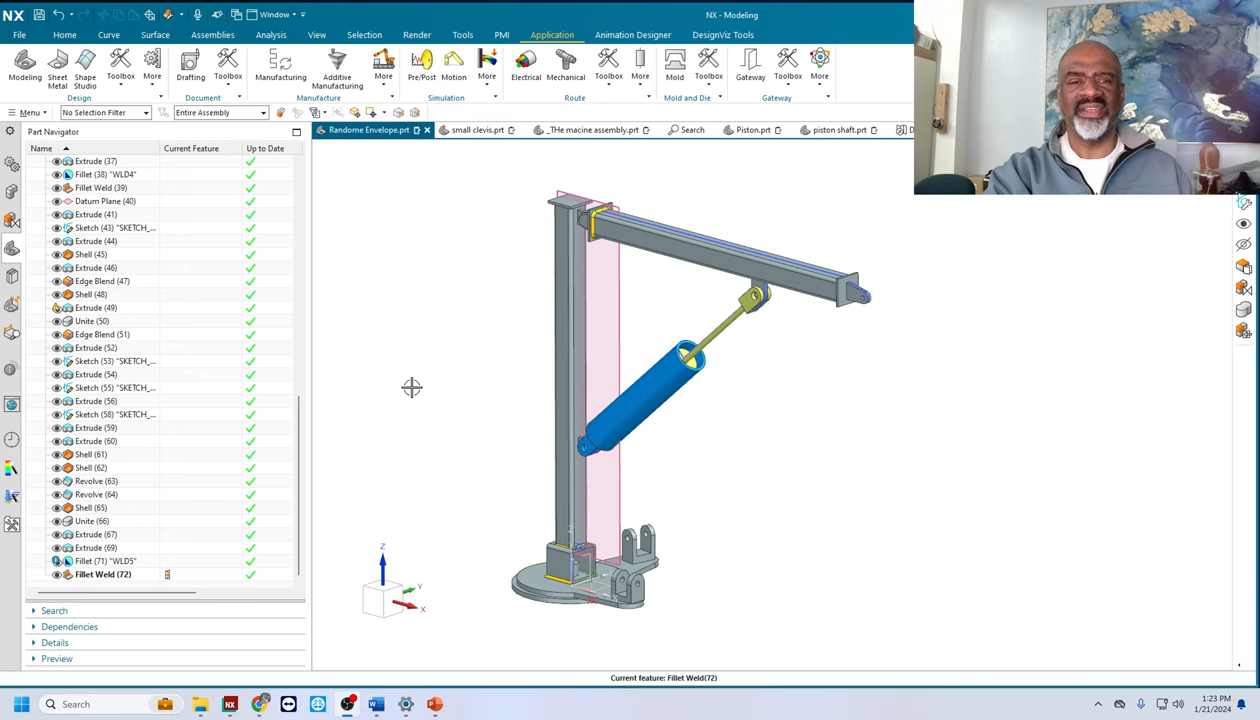 NX Window NX - Modeling
File Home Curve Surface Assemblies Analysis View Selection Render Tools PMI Application Animation Designer DesignViz Tools
Modeling Sheet Metal Shape Studio Toolbox More Drafting Toolbox Manufacturing Additive Manufacturing More Pre/Post Motion More Electrical Mechanical Toolbox More Mold Toolbox Gateway Toolbox More
Design Document Manufacture Simulation Route Mold and Die Gateway
Menu No Selection Filter Entire Assembly
Part Navigator Randome Envelope.prt small clevis.prt _THe macine assembly.prt Search Piston.prt piston shaft.prt
Name Current Feature Up to Date
Extrude (37)
Fillet (38) "WLD4"
Fillet Weld (39)
Datum Plane (40)
Extrude (41)
Sketch (43) "SKETCH_...
Extrude (44)
Shell (45)
Extrude (46)
Edge Blend (47)
Shell (48)
Extrude (49)
Unite (50)
Edge Blend (51)
Extrude (52)
Sketch (53) "SKETCH_...
Extrude (54)
Sketch (55) "SKETCH_...
Extrude (56)
Sketch (58) "SKETCH_...
Extrude (59)
Extrude (60)
Shell (61)
Shell (62)
Revolve (63)
Revolve (64)
Shell (65)
Unite (66)
Extrude (67)
Extrude (69)
Fillet (71) "WLD5"
Fillet Weld (72)
Z
Y
X
Search
Dependencies
Details
Preview
Current feature: Fillet Weld(72)
Search
1:23 PM
1/21/2024